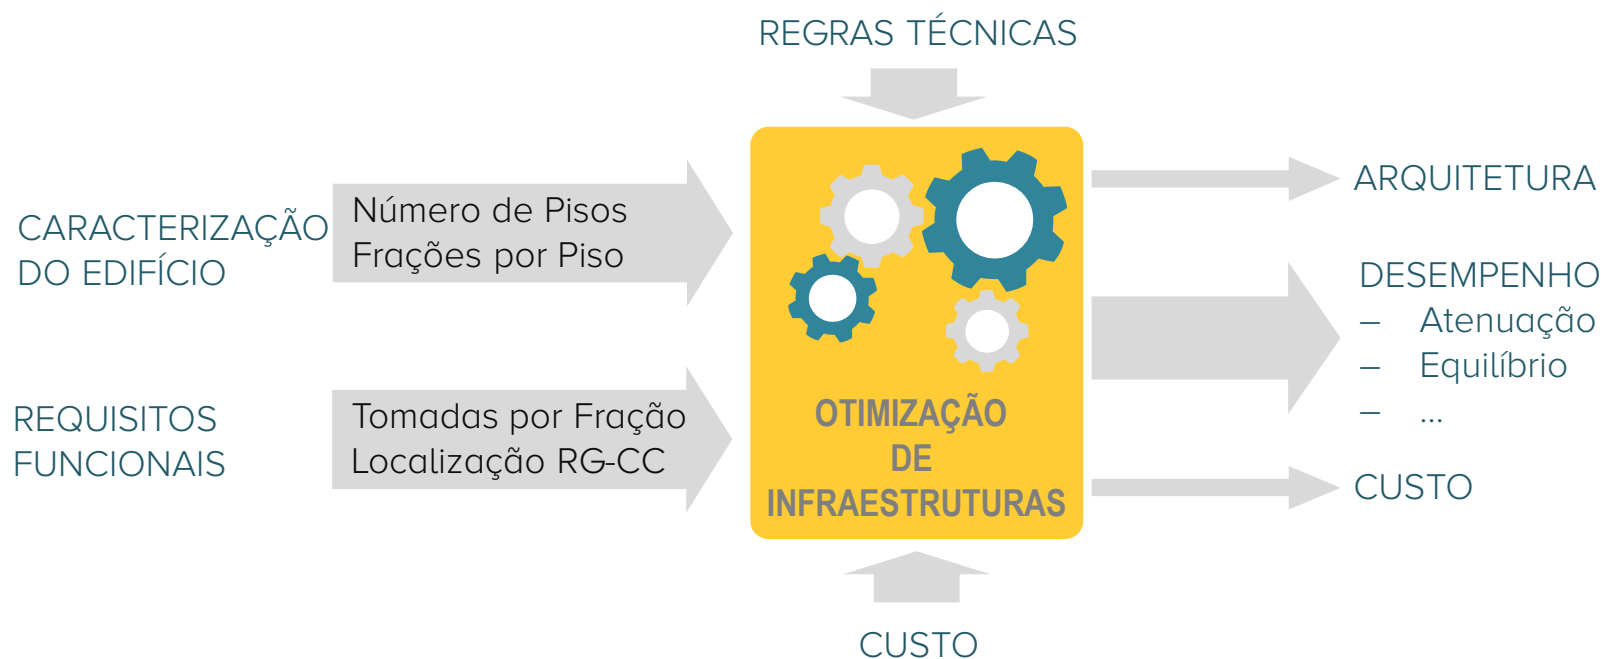 REGRAS TÉCNICAS
CARACTERIZAÇÃO
DO EDIFÍCIO
Número de Pisos
Frações por Piso
REQUISITOS
FUNCIONAIS
Tomadas por Fração
Localização RG-CC
OTIMIZAÇÃO
DE
INFRAESTRUTURAS
CUSTO
ARQUITETURA
DESEMPENHO
– Atenuação
– Equilíbrio
– ...
CUSTO